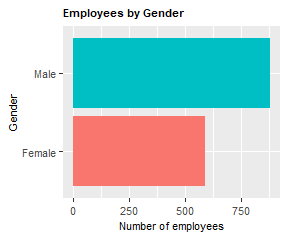 Employees by Gender
Male
Female
Gender
0
250
500
750
Number of employees